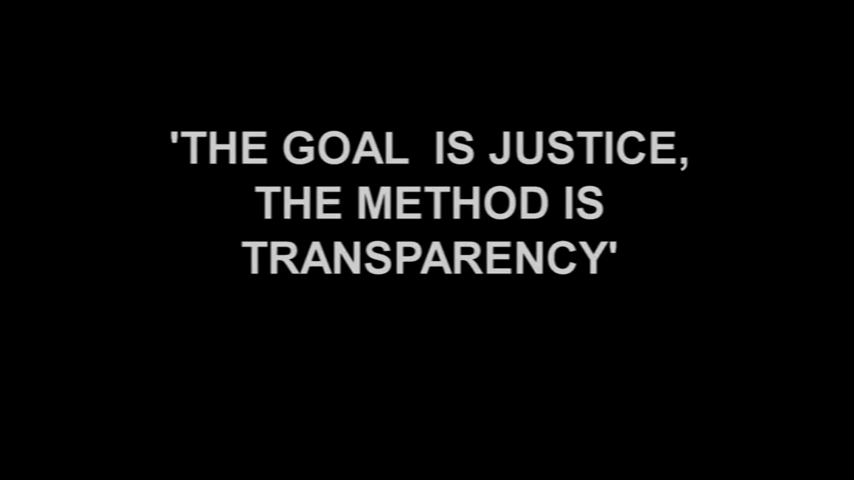 'THE GOAL  IS JUSTICE,
THE METHOD IS
TRANSPARENCY'